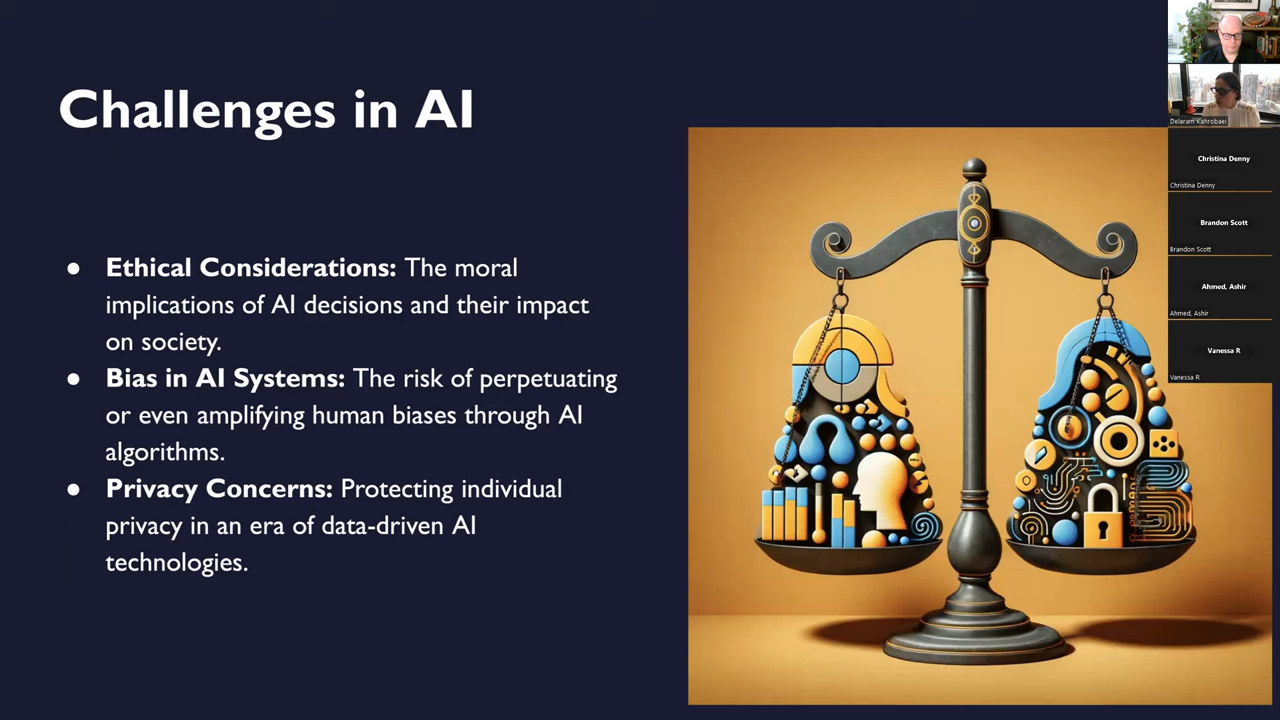 Challenges in AI
● Ethical Considerations: The moral
implications of AI decisions and their impact
on society.
● Bias in AI Systems: The risk of perpetuating
or even amplifying human biases through AI
algorithms.
● Privacy Concerns: Protecting individual
privacy in an era of data-driven AI
technologies.
Delaram Kahrobaei
Christina Denny
Christina Denny
Brandon Scott
Brandon Scott
Ahmed, Ashir
Ahmed, Ashir
Vanessa R
Vanessa R